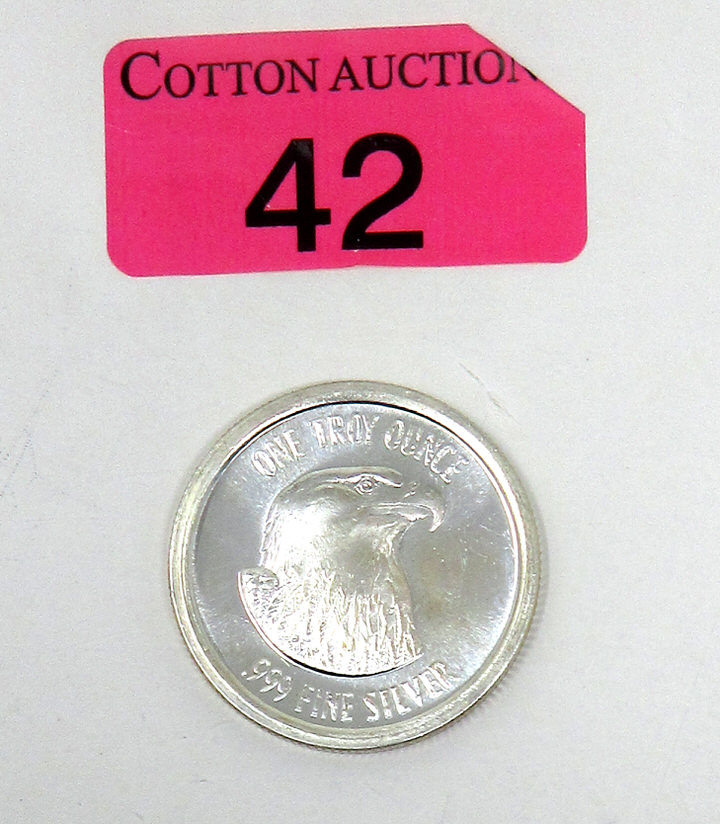 COTTON AUCTION
42
ONE TROY OUNCE
.999 FINE SILVER